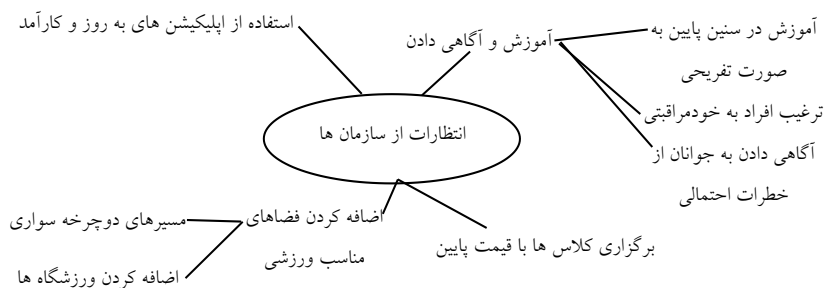 استفاده از اپلیکیشن های به روز و کارآمد
آموزش و آگاهی دادن
آموزش در سنین پایین به
صورت تفریحی
ترغیب افراد به خودمراقبتی
آگاهی دادن به جوانان از
خطرات احتمالی
انتظارات از سازمان ها
اضافه کردن فضاهای
مناسب ورزشی
مسیرهای دوچرخه سواری
اضافه کردن ورزشگاه ها
برگزاری کلاس ها با قیمت پایین